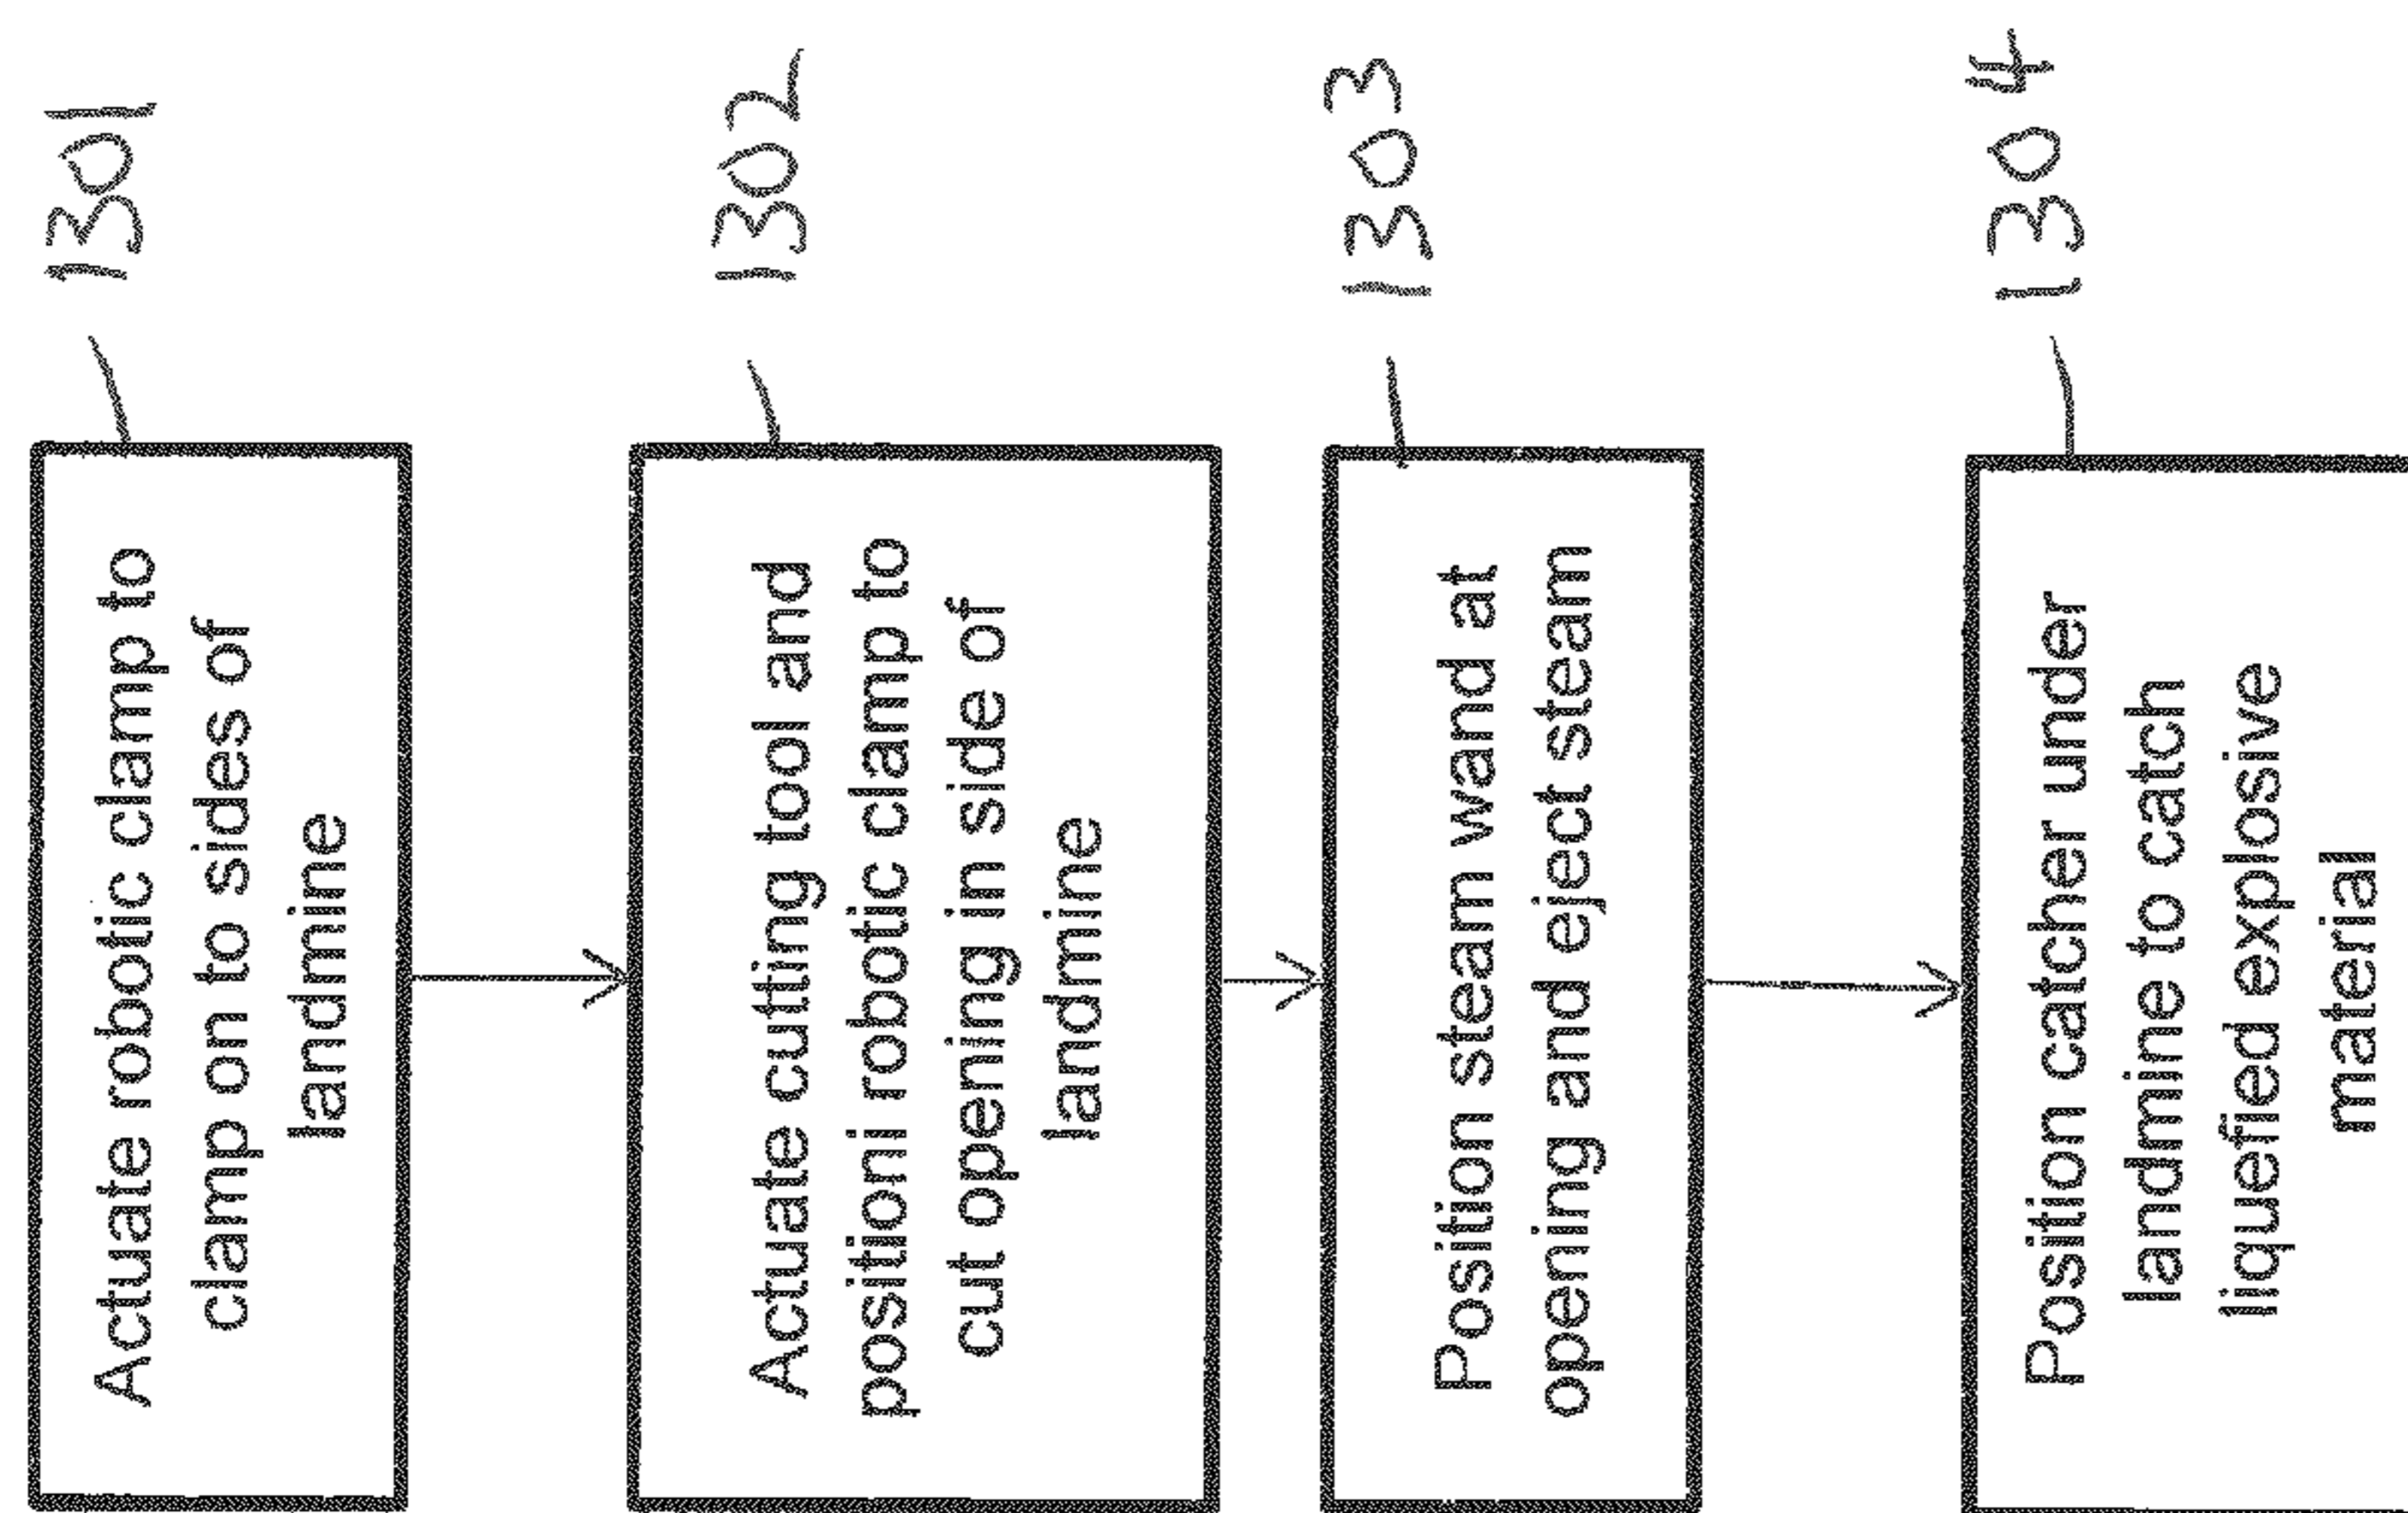 Actuate robotic clamp to
clamp on to sides of
landmine
1301
Actuate cutting tool and
positioni robotic clamp to
cut opening in side of
landmine
1302
Position steam wand at
opening and eject steam
1303
Position catcher under
landmine to catch
liquefied explosive
material
1304